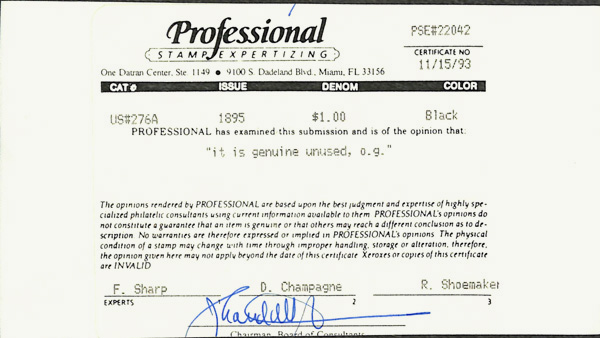 Professional
STAMP EXPERTIZING
PSE#22042
CERTIFICATE NO
11/15/93
One Datran Center, Ste 1149 • 9100 S. Dadeland Blvd., Miami, FL 33156
CAT# ISSUE DENOM COLOR
US#276A 1895 $1.00 Black
PROFESSIONAL has examined this submission and is of the opinion that:
"it is genuine unused, o.g."
The opinions rendered by PROFESSIONAL are based upon the best judgment and expertise of highly spe-
cialized philatelic consultants using current information available to them PROFESSIONAL'S opinions do
not constitute a guarantee that an item is genuine or that others may reach a different conclusion as to de-
scription. No warranties are therefore expressed or implied in PROFESSIONAL'S opinions The physical
condition of a stamp may change with time through improper handling, storage or alteration, therefore,
the opinion given here may not apply beyond the date of this certificate Xeroxes or copies of this certificate
are INVALID
F. Sharp D. Champagne R. Shoemaker
EXPERTS 2 3
Chairman, Board of Consultants